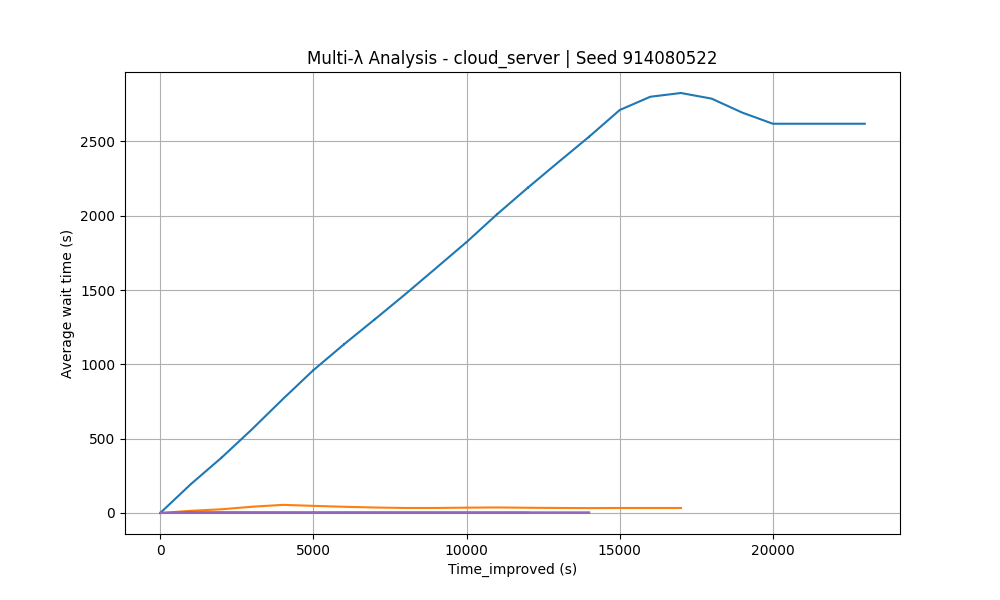 Multi-λ Analysis - cloud_server | Seed 914080522
Average wait time (s)
2500
2000
1500
1000
500
0
0 5000 10000 15000 20000
Time_improved (s)